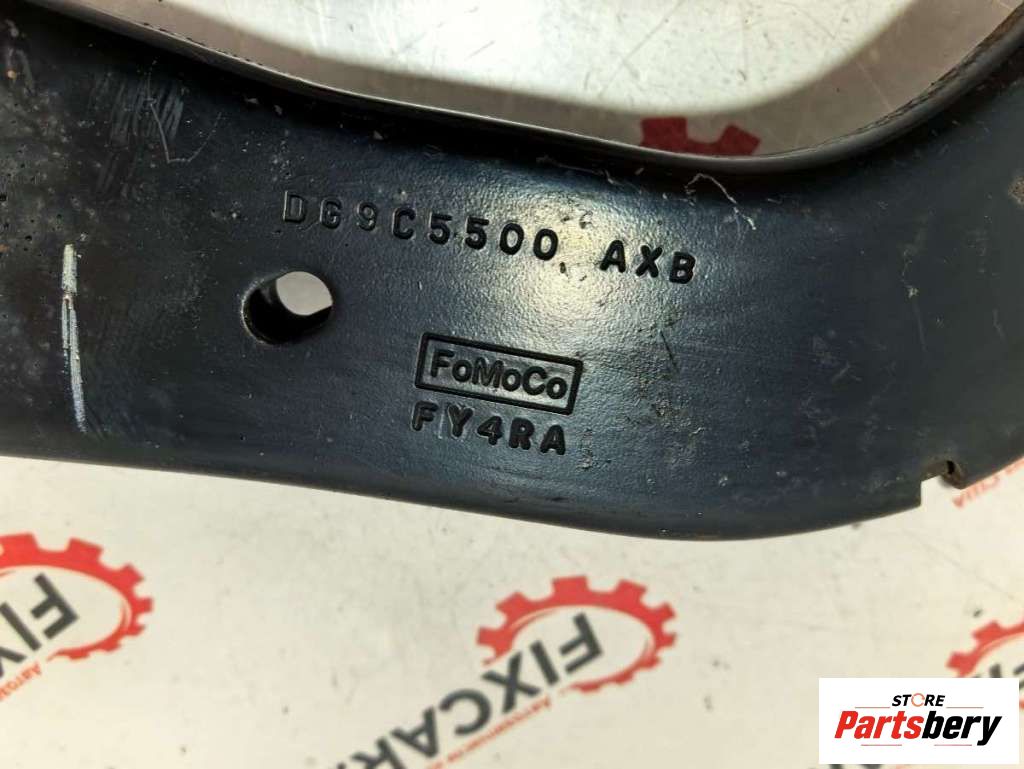 DG9C5500 AXB
FoMoCo
FY4RA
FIXCAR
STORE
Partsbery